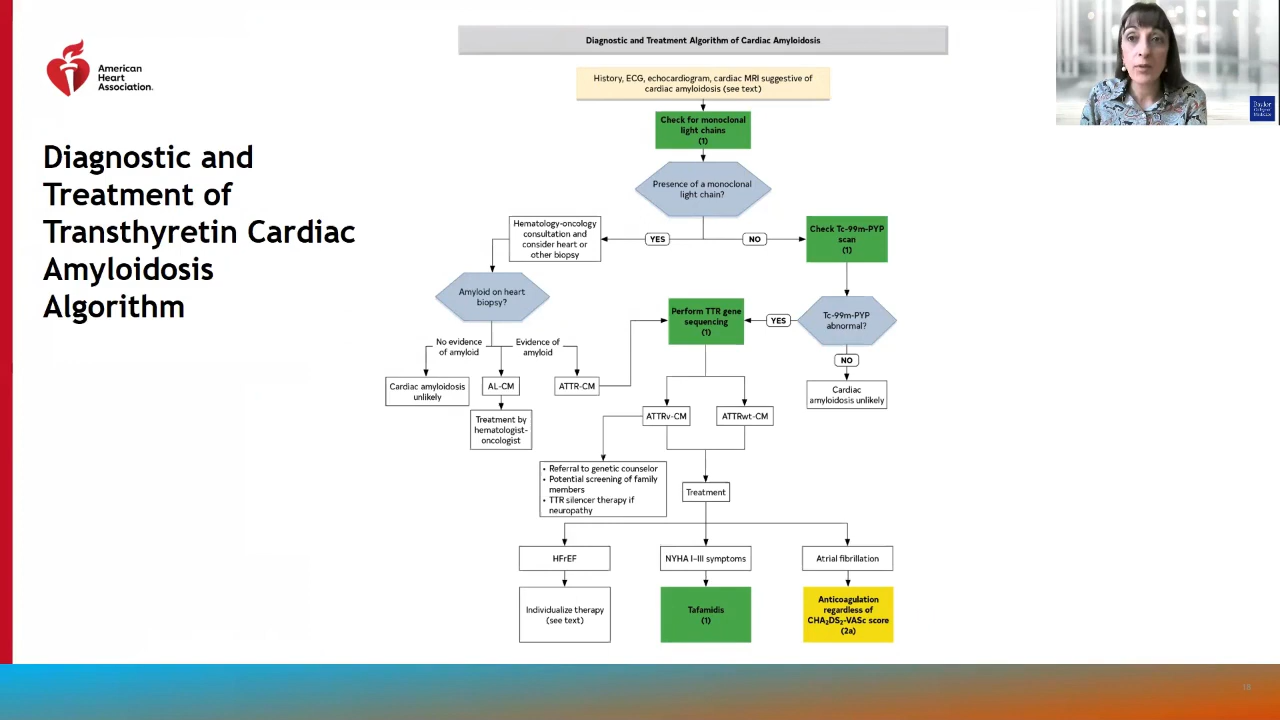 American
Heart
Association.
Diagnostic and
Treatment of
Transthyretin Cardiac
Amyloidosis
Algorithm
Diagnostic and Treatment Algorithm of Cardiac Amyloidosis
History, ECG, echocardiogram, cardiac MRI suggestive of
cardiac amyloidosis (see text)
Check for monoclonal
light chains
(1)
Presence of a monoclonal
light chain?
YES
NO
Hematology-oncology
consultation and
consider heart or
other biopsy
Check Tc-99m-PYP
scan
(1)
Amyloid on heart
biopsy?
Perform TTR gene
sequencing
(1)
YES
Tc-99m-PYP
abnormal?
NO
No evidence
of amyloid
Evidence of
amyloid
Cardiac amyloidosis
unlikely
AL-CM
ATTR-CM
Cardiac
amyloidosis unlikely
Treatment by
hematologist-
oncologist
ATTRv-CM
ATTRwt-CM
• Referral to genetic counselor
• Potential screening of family
members
• TTR silencer therapy if
neuropathy
Treatment
HFrEF
NYHA I–III symptoms
Atrial fibrillation
Individualize therapy
(see text)
Tafamidis
(1)
Anticoagulation
regardless of
CHA₂DS₂-VASc score
(2a)
Baylor
College of
Medicine
18